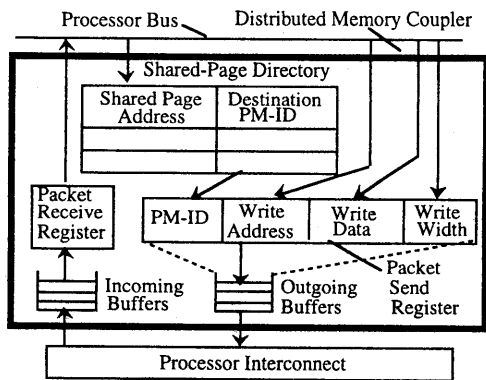 Processor Bus
Distributed Memory Coupler
Shared-Page Directory
Shared Page Address
Destination PM-ID
Packet Receive Register
PM-ID
Write Address
Write Data
Write Width
Incoming Buffers
Outgoing Buffers
Packet Send Register
Processor Interconnect